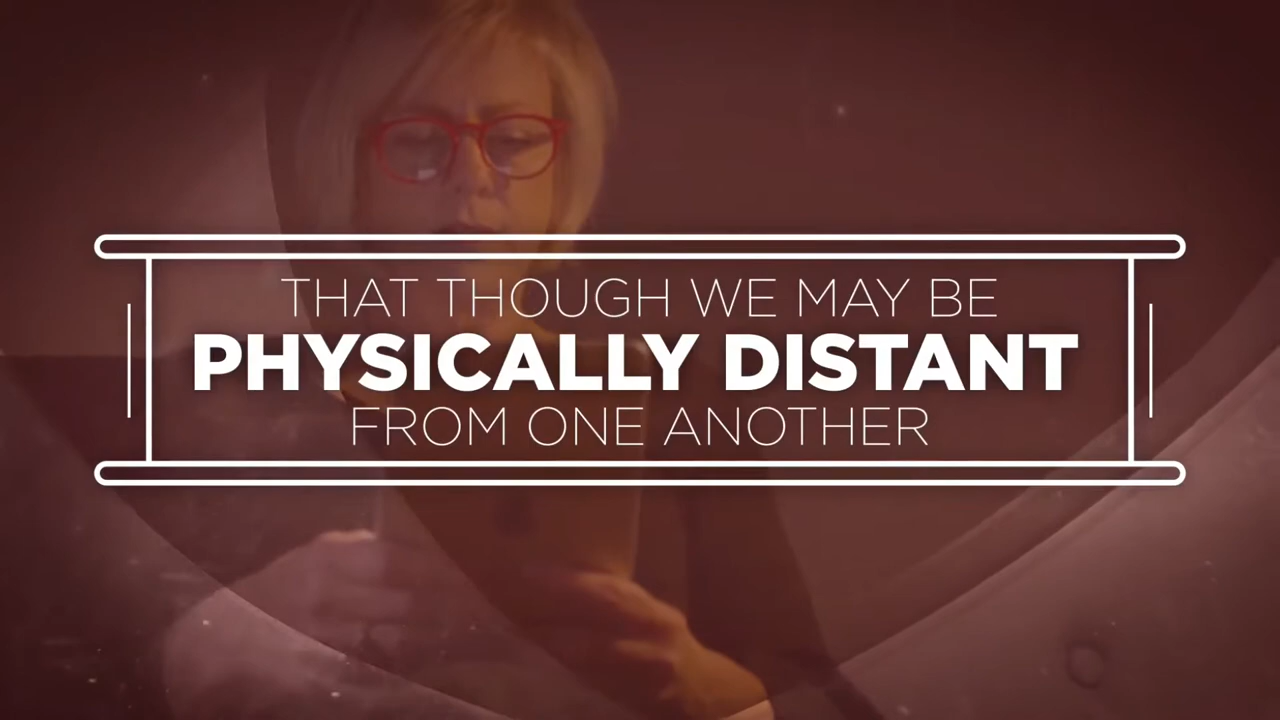 THAT THOUGH WE MAY BE
PHYSICALLY DISTANT
FROM ONE ANOTHER